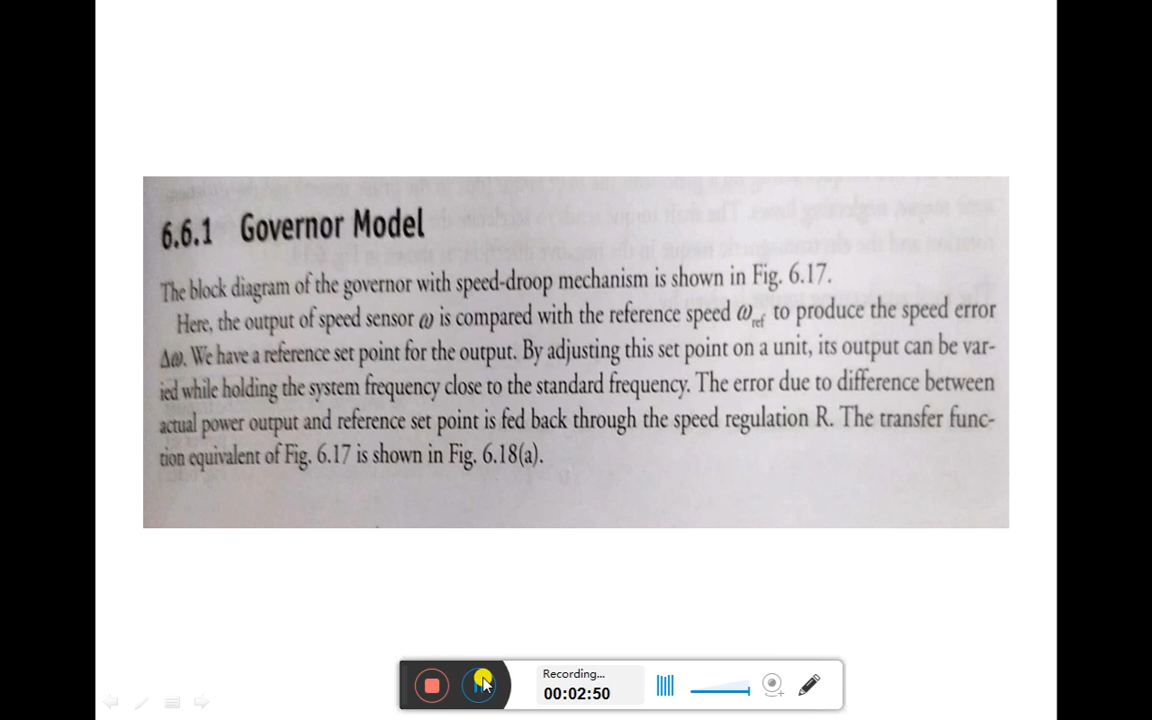 6.6.1 Governor Model
The block diagram of the governor with speed-droop mechanism is shown in Fig. 6.17.
Here, the output of speed sensor ω is compared with the reference speed ω_ref to produce the speed error
Δω. We have a reference set point for the output. By adjusting this set point on a unit, its output can be var-
ied while holding the system frequency close to the standard frequency. The error due to difference between
actual power output and reference set point is fed back through the speed regulation R. The transfer func-
tion equivalent of Fig. 6.17 is shown in Fig. 6.18(a).
Recording...
00:02:50